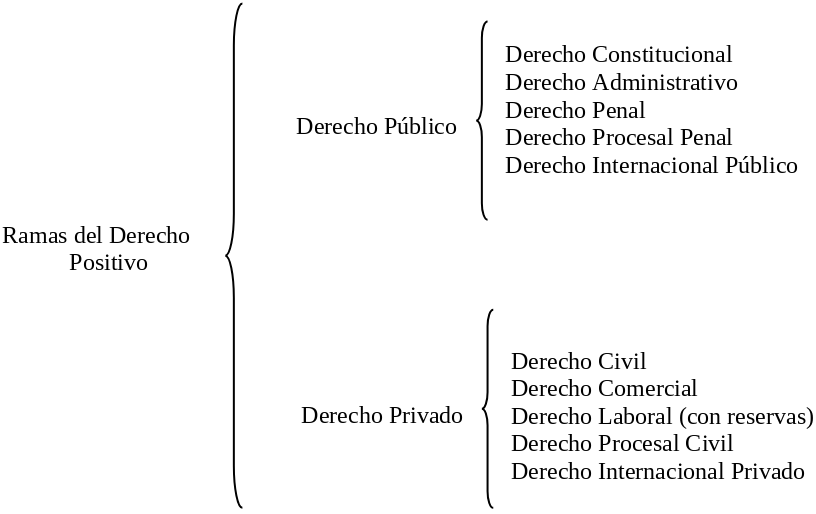 Ramas del Derecho
Positivo
Derecho Público
Derecho Constitucional
Derecho Administrativo
Derecho Penal
Derecho Procesal Penal
Derecho Internacional Público
Derecho Privado
Derecho Civil
Derecho Comercial
Derecho Laboral (con reservas)
Derecho Procesal Civil
Derecho Internacional Privado